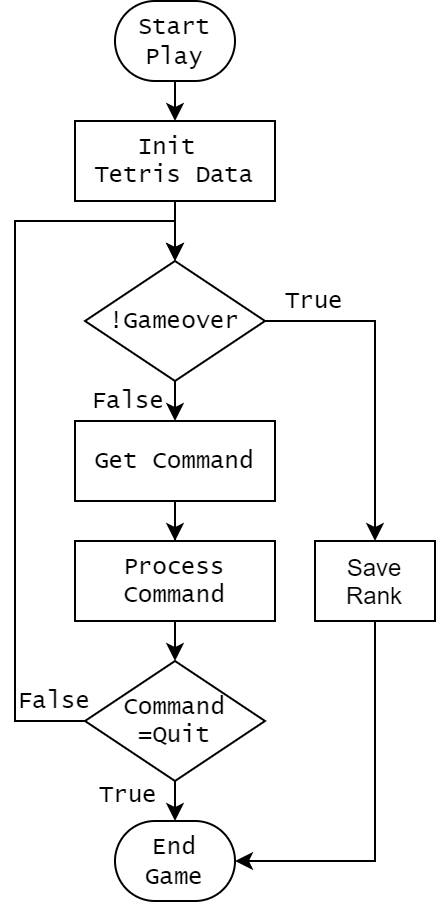 Start
Play
Init
Tetris Data
!Gameover
True
False
Get Command
Process
Command
Save
Rank
False
Command
=Quit
True
End
Game